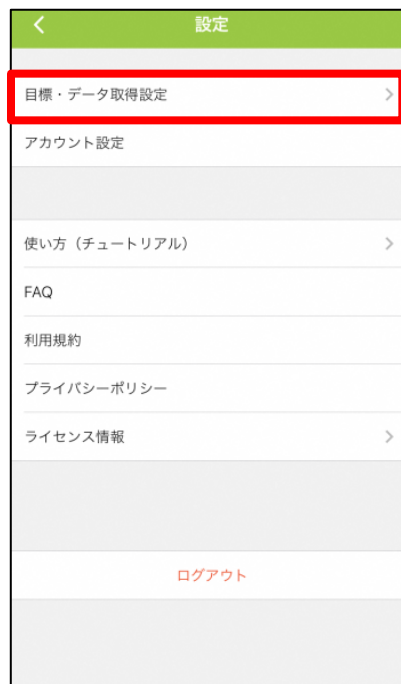 設定
目標・データ取得設定
アカウント設定
使い方（チュートリアル）
FAQ
利用規約
プライバシーポリシー
ライセンス情報
ログアウト